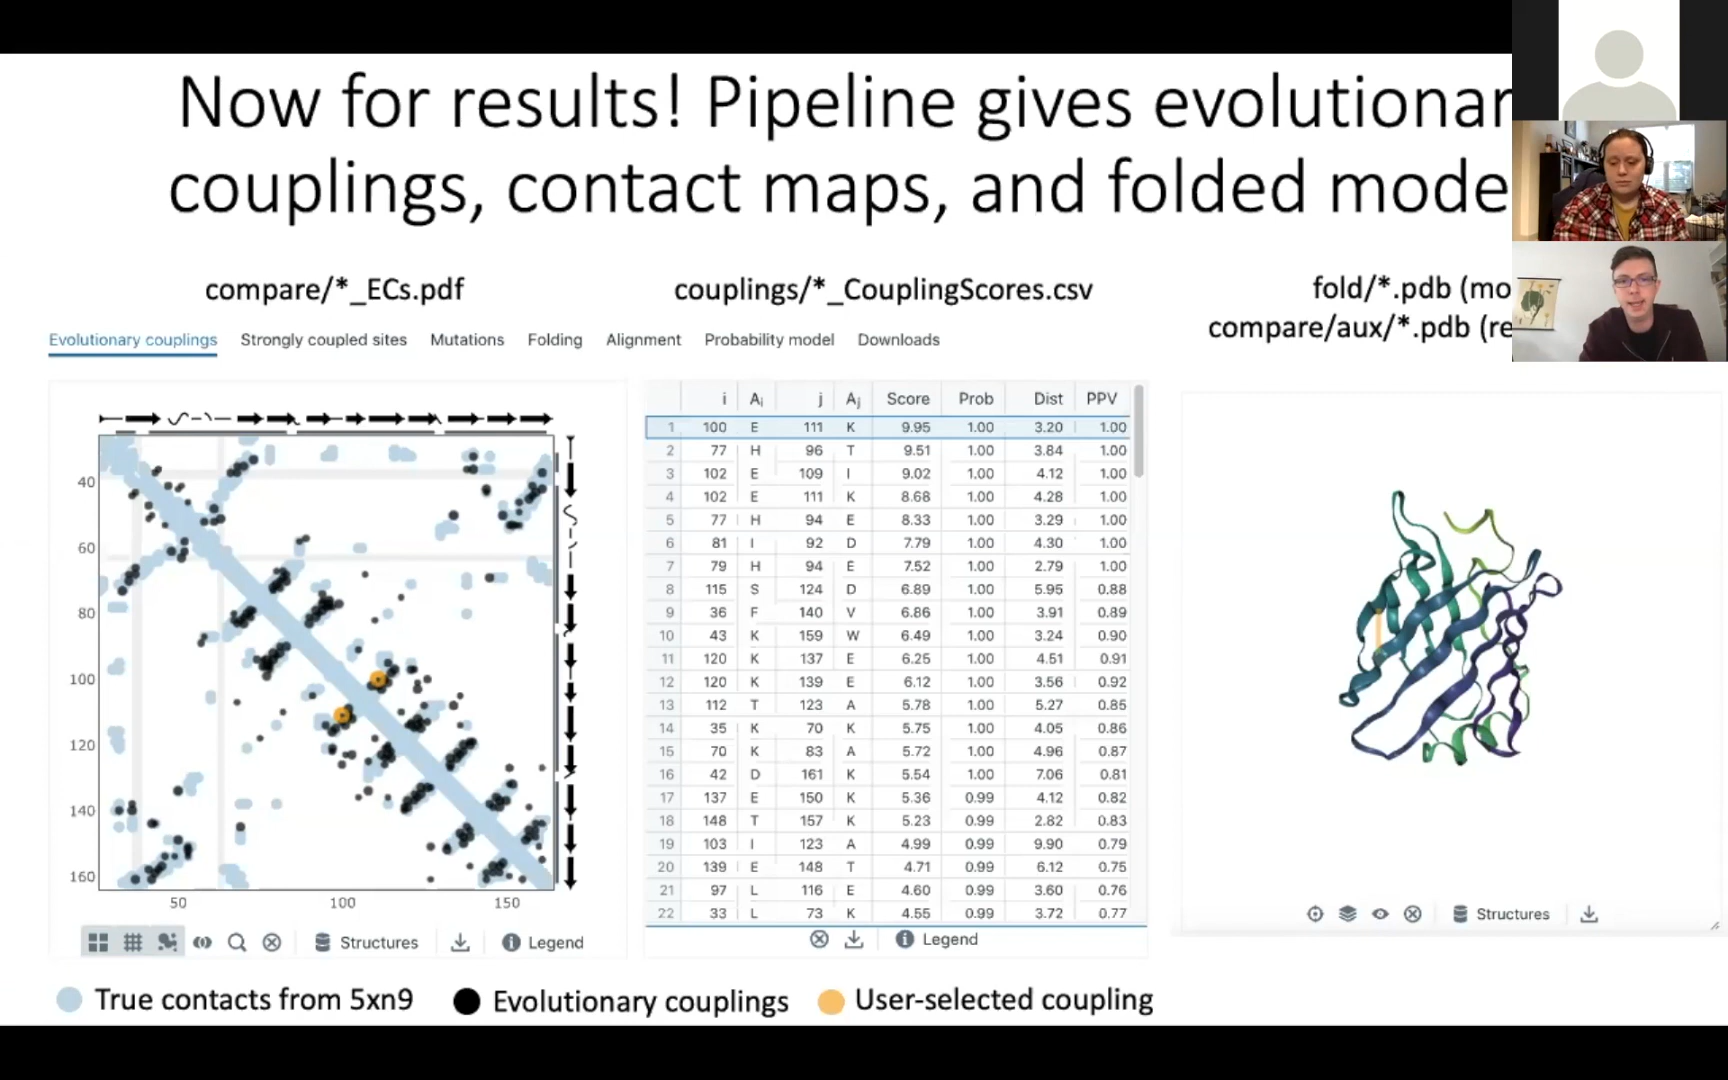 Now for results! Pipeline gives evolutionar
couplings, contact maps, and folded mode
compare/*_ECs.pdf
couplings/*_CouplingScores.csv
fold/*.pdb (mo
compare/aux/*.pdb (re
Evolutionary couplings Strongly coupled sites Mutations Folding Alignment Probability model Downloads
40
60
80
100
120
140
160
50 100 150
Structures Legend
i Ai j Aj Score Prob Dist PPV
1 100 E 111 K 9.95 1.00 3.20 1.00
2 77 H 96 T 9.51 1.00 3.84 1.00
3 102 E 109 I 9.02 1.00 4.12 1.00
4 102 E 111 K 8.68 1.00 4.28 1.00
5 77 H 94 E 8.33 1.00 3.29 1.00
6 81 I 92 D 7.79 1.00 4.30 1.00
7 79 H 94 E 7.52 1.00 2.79 1.00
8 115 S 124 D 6.89 1.00 5.95 0.88
9 36 F 140 V 6.86 1.00 3.91 0.89
10 43 K 159 W 6.49 1.00 3.24 0.90
11 120 K 137 E 6.25 1.00 4.51 0.91
12 120 K 139 E 6.12 1.00 3.56 0.92
13 112 T 123 A 5.78 1.00 5.27 0.85
14 35 K 70 K 5.75 1.00 4.05 0.86
15 70 K 83 A 5.72 1.00 4.96 0.87
16 42 D 161 K 5.54 1.00 7.06 0.81
17 137 E 150 K 5.36 0.99 4.12 0.82
18 148 T 157 K 5.23 0.99 2.82 0.83
19 103 I 123 A 4.99 0.99 9.90 0.79
20 139 E 148 T 4.71 0.99 6.12 0.75
21 97 L 116 E 4.60 0.99 3.60 0.76
22 33 L 73 K 4.55 0.99 3.72 0.77
Legend
Structures
True contacts from 5xn9 Evolutionary couplings User-selected coupling